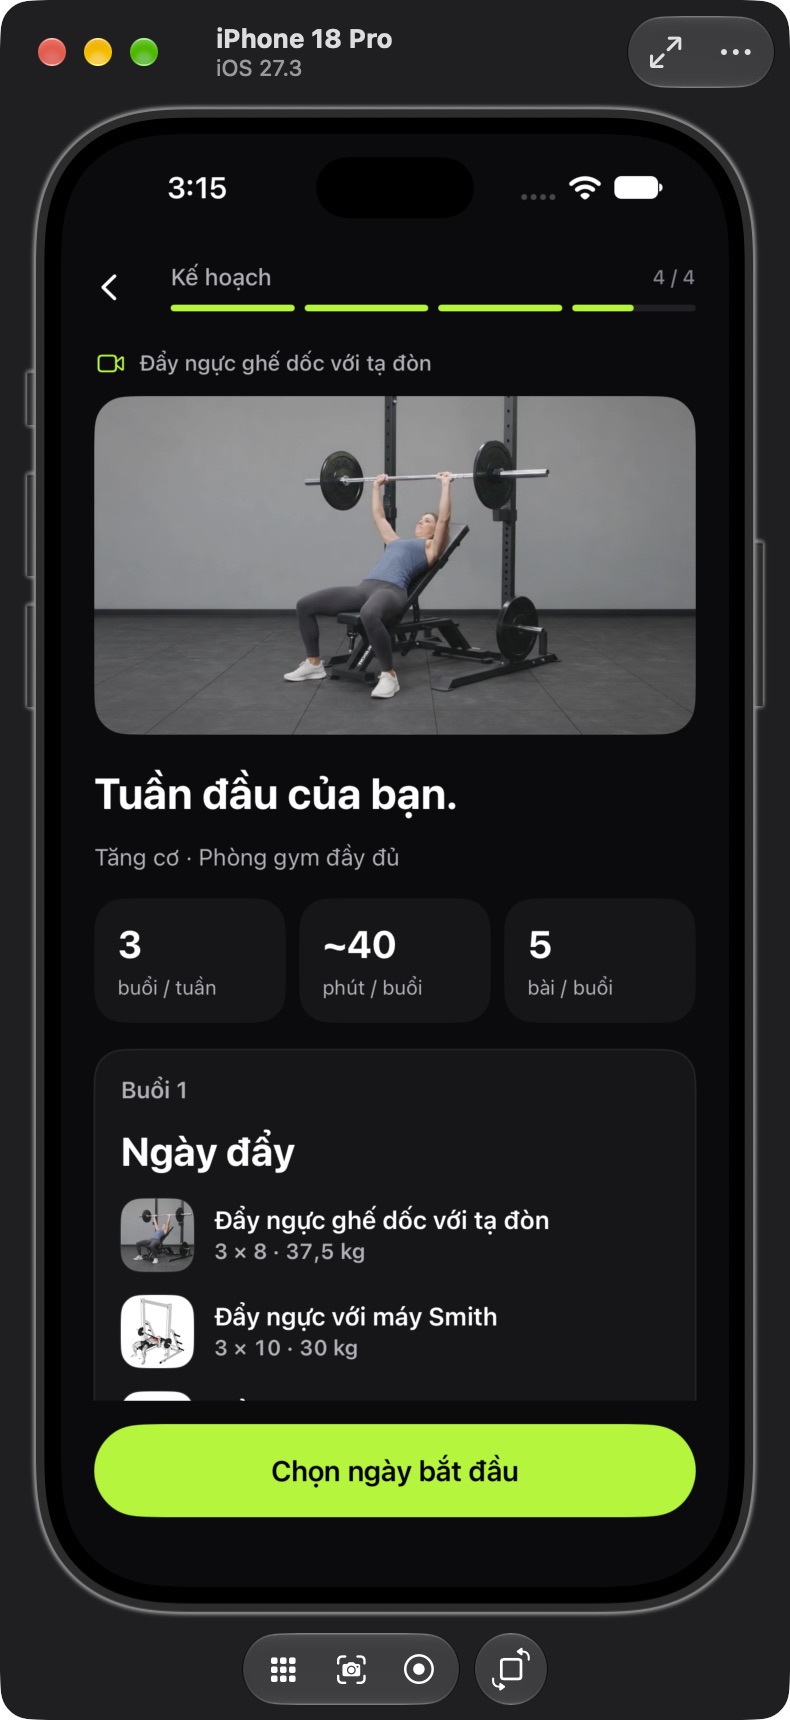 iPhone 18 Pro
iOS 27.3
3:15
Kế hoạch
4 / 4
Đẩy ngực ghế dốc với tạ đòn
Tuần đầu của bạn.
Tăng cơ · Phòng gym đầy đủ
3
buổi / tuần
~40
phút / buổi
5
bài / buổi
Buổi 1
Ngày đẩy
Đẩy ngực ghế dốc với tạ đòn
3 × 8 · 37,5 kg
Đẩy ngực với máy Smith
3 × 10 · 30 kg
Chọn ngày bắt đầu